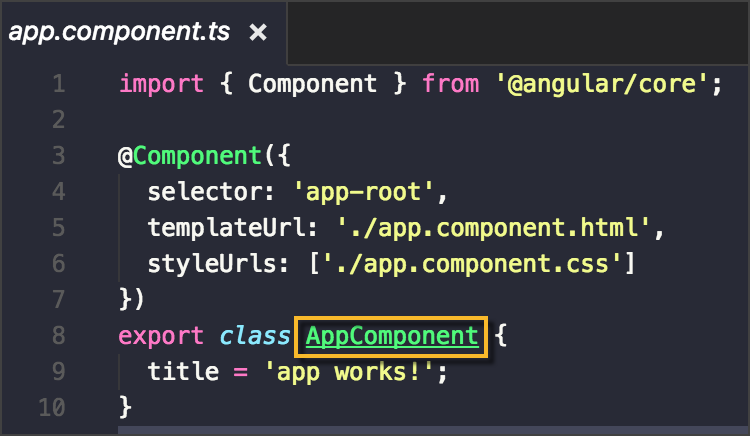 app.component.ts ×
1 import { Component } from '@angular/core';
2
3 @Component({
4 selector: 'app-root',
5 templateUrl: './app.component.html',
6 styleUrls: ['./app.component.css']
7 })
8 export class AppComponent {
9 title = 'app works!';
10 }